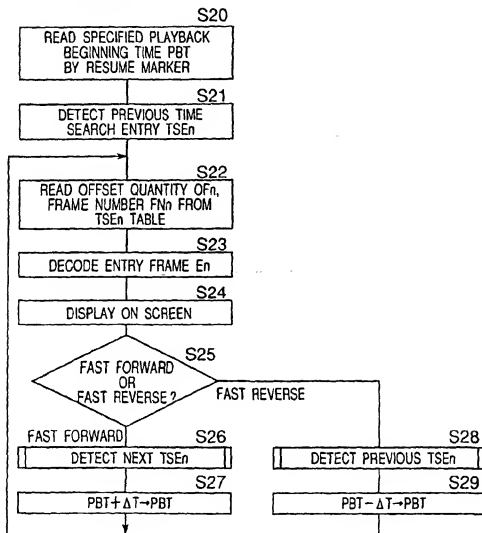 S20
READ SPECIFIED PLAYBACK
BEGINNING TIME PBT
BY RESUME MARKER
S21
DETECT PREVIOUS TIME
SEARCH ENTRY TSEn
S22
READ OFFSET QUANTITY OFn,
FRAME NUMBER FNn FROM
TSEn TABLE
S23
DECODE ENTRY FRAME En
S24
DISPLAY ON SCREEN
S25
FAST FORWARD
OR
FAST REVERSE?
FAST REVERSE
FAST FORWARD
S26
DETECT NEXT TSEn
S27
PBT+ΔT→PBT
S28
DETECT PREVIOUS TSEn
S29
PBT-ΔT→PBT